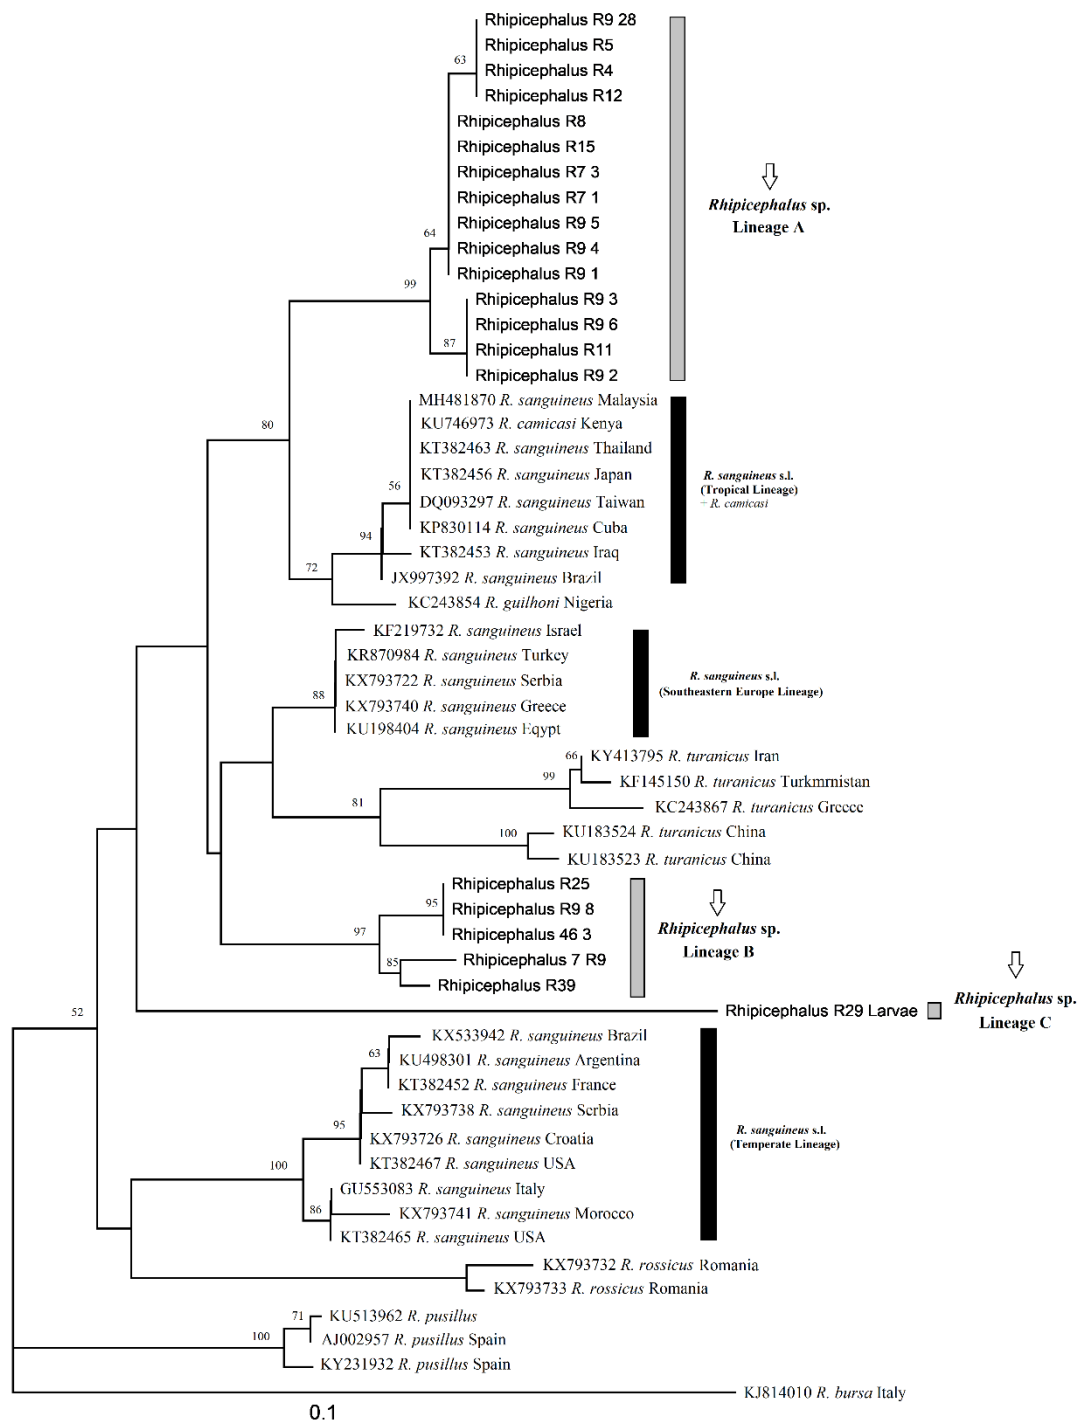 Rhipicephalus R9 28
63
Rhipicephalus R5
Rhipicephalus R4
Rhipicephalus R12
Rhipicephalus R8
Rhipicephalus R15
Rhipicephalus R7 3
Rhipicephalus R7 1
Rhipicephalus R9 5
64
Rhipicephalus R9 4
Rhipicephalus R9 1
99
Rhipicephalus R9 3
Rhipicephalus R9 6
87
Rhipicephalus R11
Rhipicephalus R9 2
Rhipicephalus sp.
Lineage A
80
MH481870 R. sanguineus Malaysia
KU746973 R. camicasi Kenya
KT382463 R. sanguineus Thailand
56
KT382456 R. sanguineus Japan
DQ093297 R. sanguineus Taiwan
KP830114 R. sanguineus Cuba
94
KT382453 R. sanguineus Iraq
72
JX997392 R. sanguineus Brazil
KC243854 R. guilhoni Nigeria
R. sanguineus s.l.
(Tropical Lineage)
– R. camicasi
KF219732 R. sanguineus Israel
KR870984 R. sanguineus Turkey
KX793722 R. sanguineus Serbia
88
KX793740 R. sanguineus Greece
KU198404 R. sanguineus Eqypt
R. sanguineus s.l.
(Southeastern Europe Lineage)
66
KY413795 R. turanicus Iran
99
KF145150 R. turanicus Turkmrnistan
81
KC243867 R. turanicus Greece
100
KU183524 R. turanicus China
KU183523 R. turanicus China
Rhipicephalus R25
95
Rhipicephalus R9 8
97
Rhipicephalus 46 3
85
Rhipicephalus 7 R9
Rhipicephalus R39
Rhipicephalus sp.
Lineage B
52
Rhipicephalus R29 Larvae
Rhipicephalus sp.
Lineage C
KX533942 R. sanguineus Brazil
63
KU498301 R. sanguineus Argentina
KT382452 R. sanguineus France
KX793738 R. sanguineus Serbia
95
KX793726 R. sanguineus Croatia
KT382467 R. sanguineus USA
100
GU553083 R. sanguineus Italy
86
KX793741 R. sanguineus Morocco
KT382465 R. sanguineus USA
R. sanguineus s.l.
(Temperate Lineage)
KX793732 R. rossicus Romania
KX793733 R. rossicus Romania
71
KU513962 R. pusillus
100
AJ002957 R. pusillus Spain
KY231932 R. pusillus Spain
KJ814010 R. bursa Italy
0.1